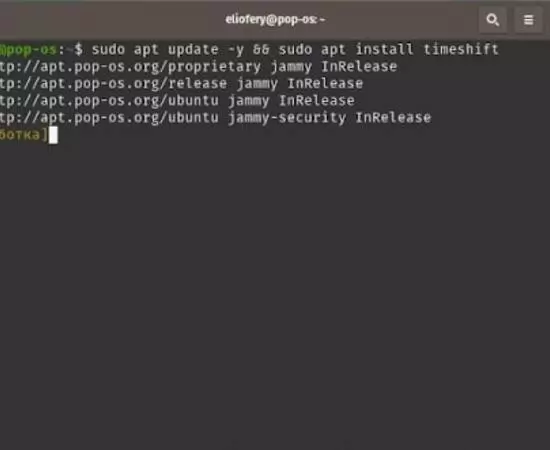 eliofery@pop-os: ~
@pop-os:~$ sudo apt update -y && sudo apt install timeshift
tp://apt.pop-os.org/proprietary jammy InRelease
tp://apt.pop-os.org/release jammy InRelease
tp://apt.pop-os.org/ubuntu jammy InRelease
tp://apt.pop-os.org/ubuntu jammy-security InRelease
ботка]